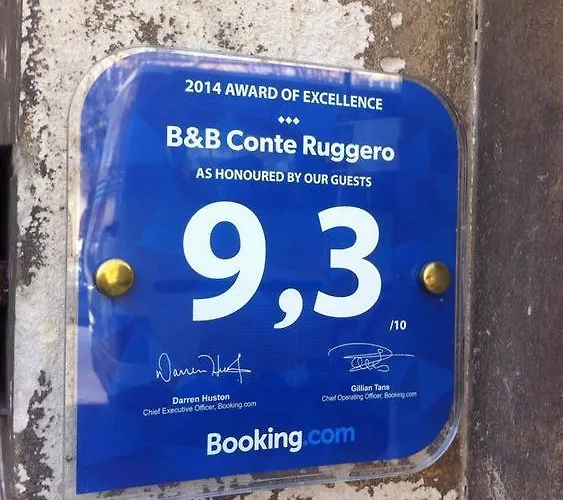 2014 AWARD OF EXCELLENCE
B&B Conte Ruggero
AS HONOURED BY OUR GUESTS
9,3
/10
Darren Huston
Chief Executive Officer, Booking.com
Gillian Tans
Chief Operating Officer, Booking.com
Booking.com